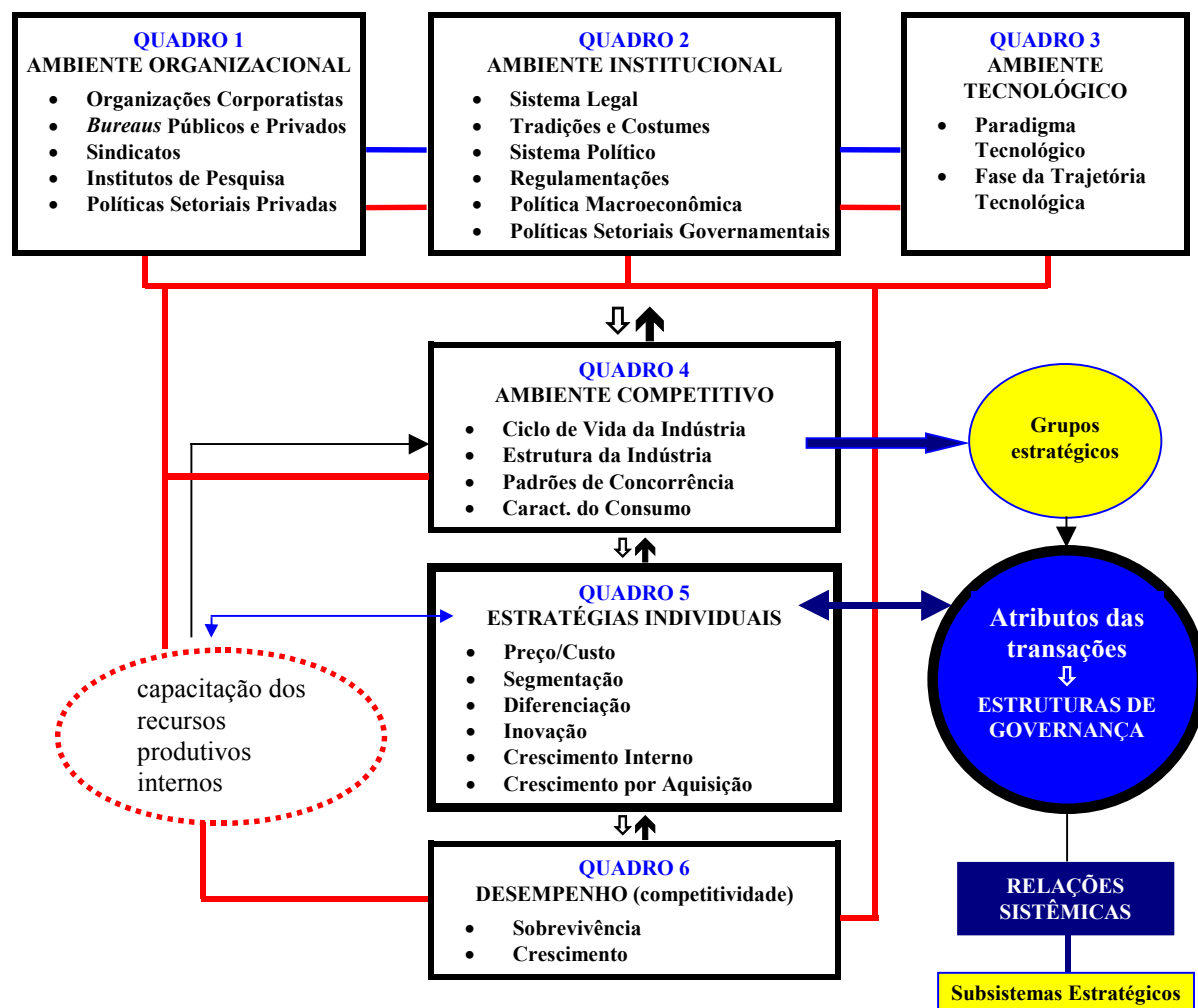 QUADRO 1
AMBIENTE ORGANIZACIONAL
• Organizações Corporatistas
• Bureaus Públicos e Privados
• Sindicatos
• Institutos de Pesquisa
• Políticas Setoriais Privadas
QUADRO 2
AMBIENTE INSTITUCIONAL
• Sistema Legal
• Tradições e Costumes
• Sistema Político
• Regulamentações
• Política Macroeconômica
• Políticas Setoriais Governamentais
QUADRO 3
AMBIENTE
TECNOLÓGICO
• Paradigma
Tecnológico
• Fase da Trajetória
Tecnológica
QUADRO 4
AMBIENTE COMPETITIVO
• Ciclo de Vida da Indústria
• Estrutura da Indústria
• Padrões de Concorrência
• Caract. do Consumo
Grupos
estratégicos
QUADRO 5
ESTRATÉGIAS INDIVIDUAIS
• Preço/Custo
• Segmentação
• Diferenciação
• Inovação
• Crescimento Interno
• Crescimento por Aquisição
Atributos das
transações
ESTRUTURAS DE
GOVERNANÇA
capacitação dos
recursos
produtivos
internos
QUADRO 6
DESEMPENHO (competitividade)
• Sobrevivência
• Crescimento
RELAÇÕES
SISTÊMICAS
Subsistemas Estratégicos